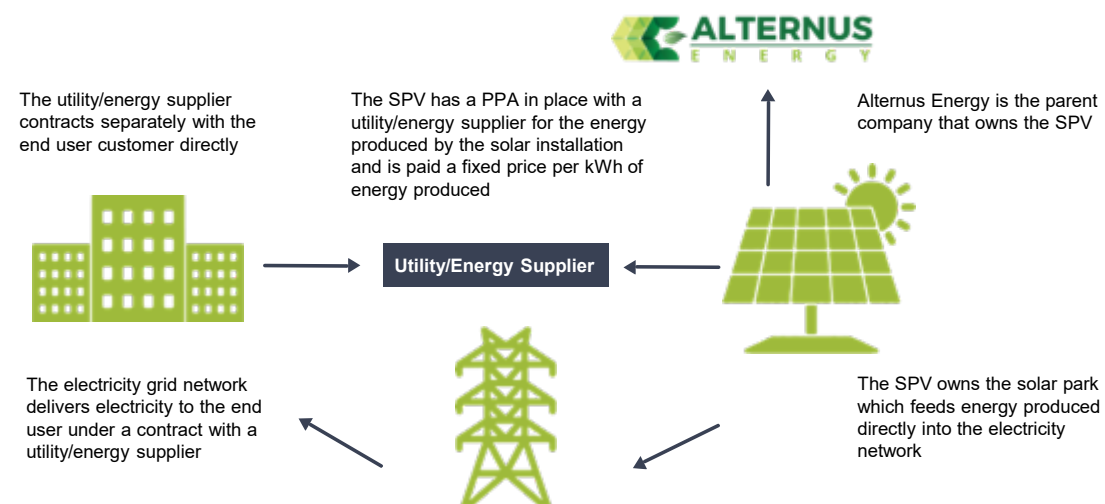 ALTERNUS
ENERGY
The utility/energy supplier
contracts separately with the
end user customer directly
The SPV has a PPA in place with a
utility/energy supplier for the energy
produced by the solar installation
and is paid a fixed price per kWh of
energy produced
Alternus Energy is the parent
company that owns the SPV
Utility/Energy Supplier
The electricity grid network
delivers electricity to the end
user under a contract with a
utility/energy supplier
The SPV owns the solar park
which feeds energy produced
directly into the electricity
network